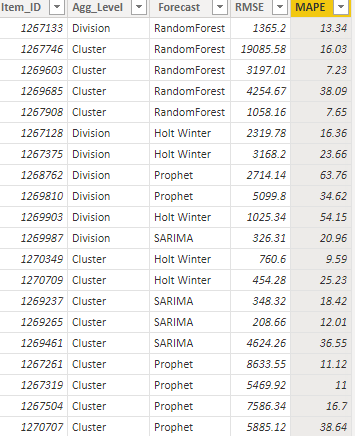 Item_ID Agg_Level Forecast RMSE MAPE
1267133 Division RandomForest 1365.2 13.34
1267746 Cluster RandomForest 19085.58 16.03
1269603 Cluster RandomForest 3197.01 7.23
1269685 Cluster RandomForest 4254.67 38.09
1267908 Cluster RandomForest 1058.16 7.65
1267128 Division Holt Winter 2319.78 16.36
1267375 Division Holt Winter 3168.2 23.66
1268762 Division Prophet 2714.14 63.76
1269810 Division Prophet 5099.8 34.62
1269903 Division Holt Winter 1025.34 54.15
1269987 Division SARIMA 326.31 20.96
1270349 Cluster Holt Winter 760.6 9.59
1270709 Cluster Holt Winter 454.28 25.23
1269237 Cluster SARIMA 348.32 18.42
1269265 Cluster SARIMA 208.66 12.01
1269461 Cluster SARIMA 4624.26 36.55
1267261 Cluster Prophet 8633.55 11.12
1267319 Cluster Prophet 5469.92 11
1267504 Cluster Prophet 7586.34 16.7
1270707 Cluster Prophet 5885.12 38.64